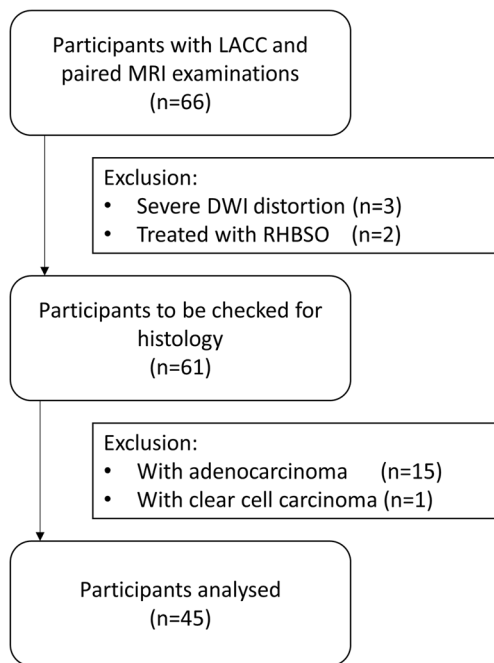 Participants with LACC and
paired MRI examinations
(n=66)
Exclusion:
• Severe DWI distortion (n=3)
• Treated with RHBSO (n=2)
Participants to be checked for
histology
(n=61)
Exclusion:
• With adenocarcinoma (n=15)
• With clear cell carcinoma (n=1)
Participants analysed
(n=45)